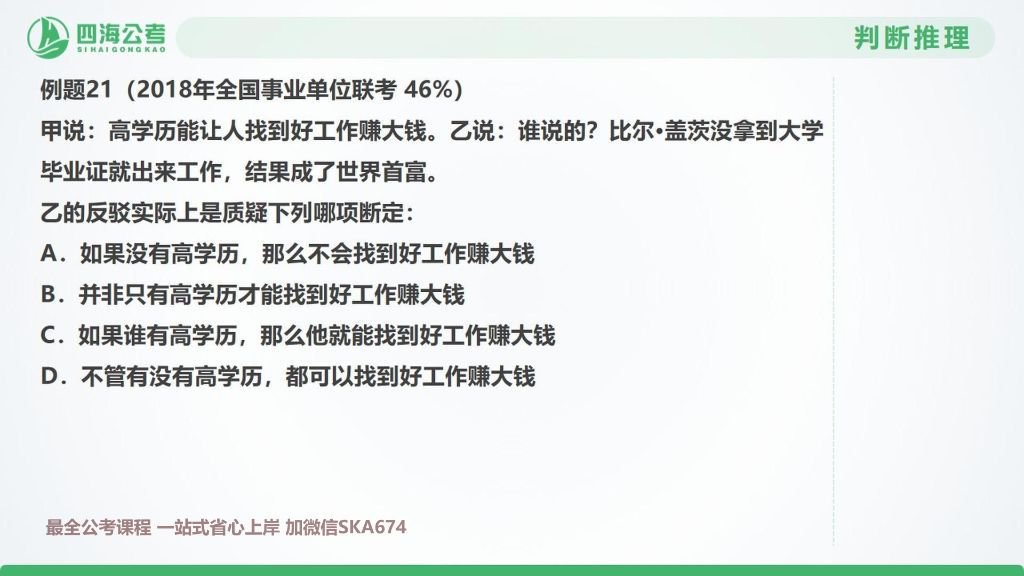 四海公考
SIHAIGONGKAO
判断推理
例题21（2018年全国事业单位联考 46%）
甲说：高学历能让人找到好工作赚大钱。乙说：谁说的？比尔•盖茨没拿到大学
毕业证就出来工作，结果成了世界首富。
乙的反驳实际上是质疑下列哪项断定：
A．如果没有高学历，那么不会找到好工作赚大钱
B．并非只有高学历才能找到好工作赚大钱
C．如果谁有高学历，那么他就能找到好工作赚大钱
D．不管有没有高学历，都可以找到好工作赚大钱
最全公考课程 一站式省心上岸 加微信SKA674